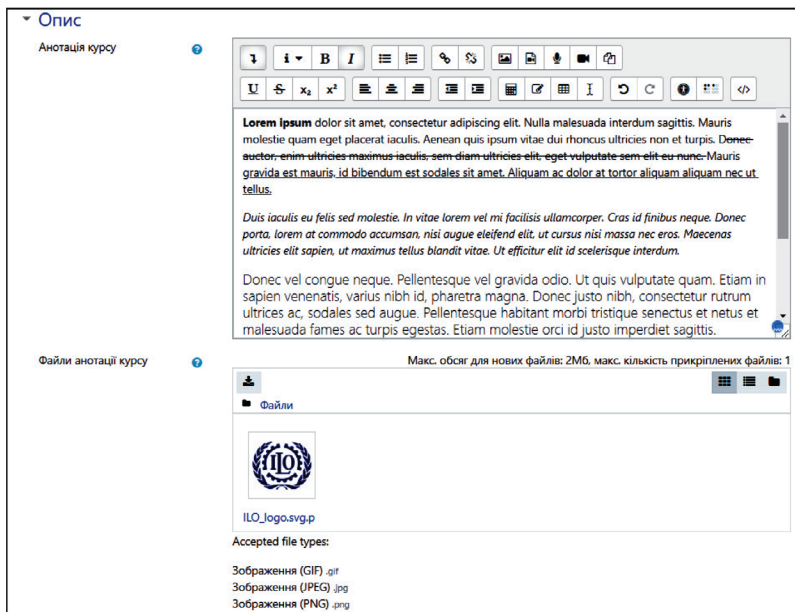 Опис
Анотація курсу
i B I
U S x₂ x² </>
Lorem ipsum dolor sit amet, consectetur adipiscing elit. Nulla malesuada interdum sagittis. Mauris
molestie quam eget placerat iaculis. Aenean quis ipsum vitae dui rhoncus ultricies non et turpis. Donec
auctor, enim ultricies maximus iaculis, sem diam ultricies elit, eget vulputate sem elit eu nunc. Mauris
gravida est mauris, id bibendum est sodales sit amet. Aliquam ac dolor at tortor aliquam aliquam nec ut
tellus.
Duis iaculis eu felis sed molestie. In vitae lorem vel mi facilisis ullamcorper. Cras id finibus neque. Donec
porta, lorem at commodo accumsan, nisi augue eleifend elit, ut cursus nisi massa nec eros. Maecenas
ultricies elit sapien, ut maximus tellus blandit vitae. Ut efficitur elit id scelerisque interdum.
Donec vel congue neque. Pellentesque vel gravida odio. Ut quis vulputate quam. Etiam in
sapien venenatis, varius nibh id, pharetra magna. Donec justo nibh, consectetur rutrum
ultrices ac, sodales sed augue. Pellentesque habitant morbi tristique senectus et netus et
malesuada fames ac turpis egestas. Etiam molestie orci id justo imperdiet sagittis.
Файли анотації курсу
Макс. обсяг для нових файлів: 2Мб, макс. кількість прикріплених файлів: 1
Файли
ILO
ILO_logo.svg.p
Accepted file types:
Зображення (GIF) .gif
Зображення (JPEG) .jpg
Зображення (PNG) .png